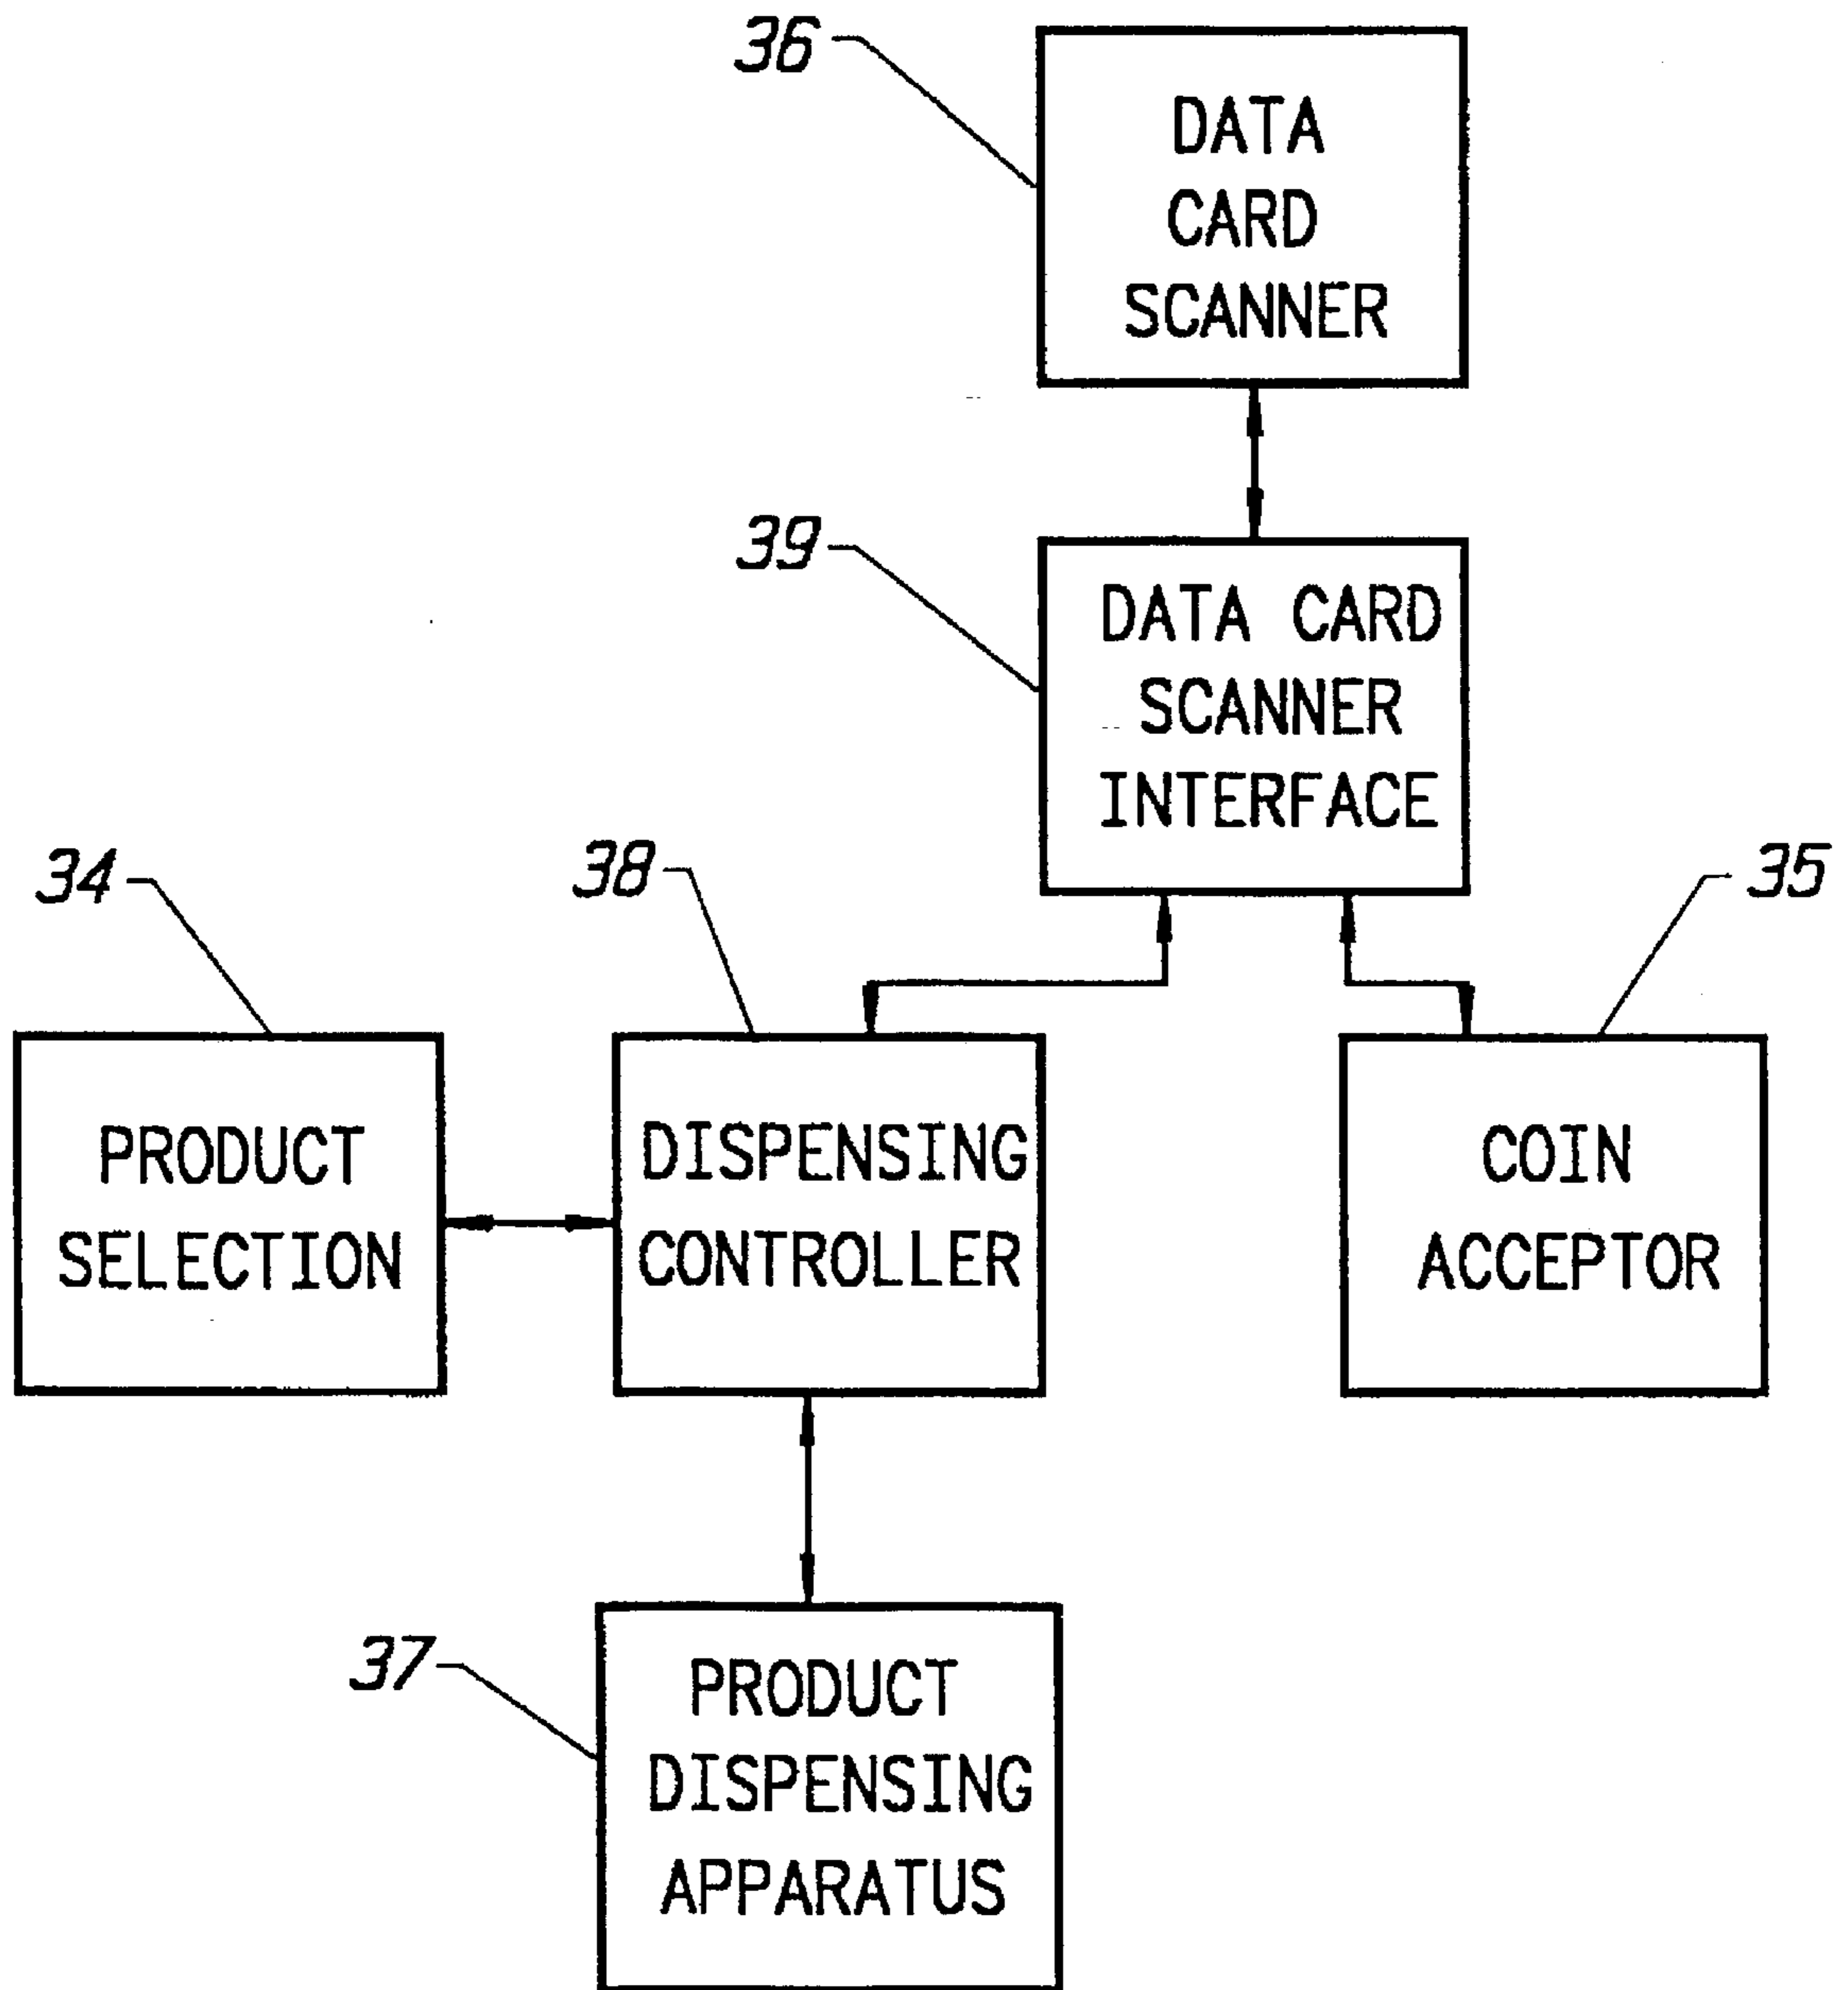 36
DATA
CARD
SCANNER
39
DATA CARD
SCANNER
INTERFACE
34
38
35
PRODUCT
SELECTION
DISPENSING
CONTROLLER
COIN
ACCEPTOR
37
PRODUCT
DISPENSING
APPARATUS